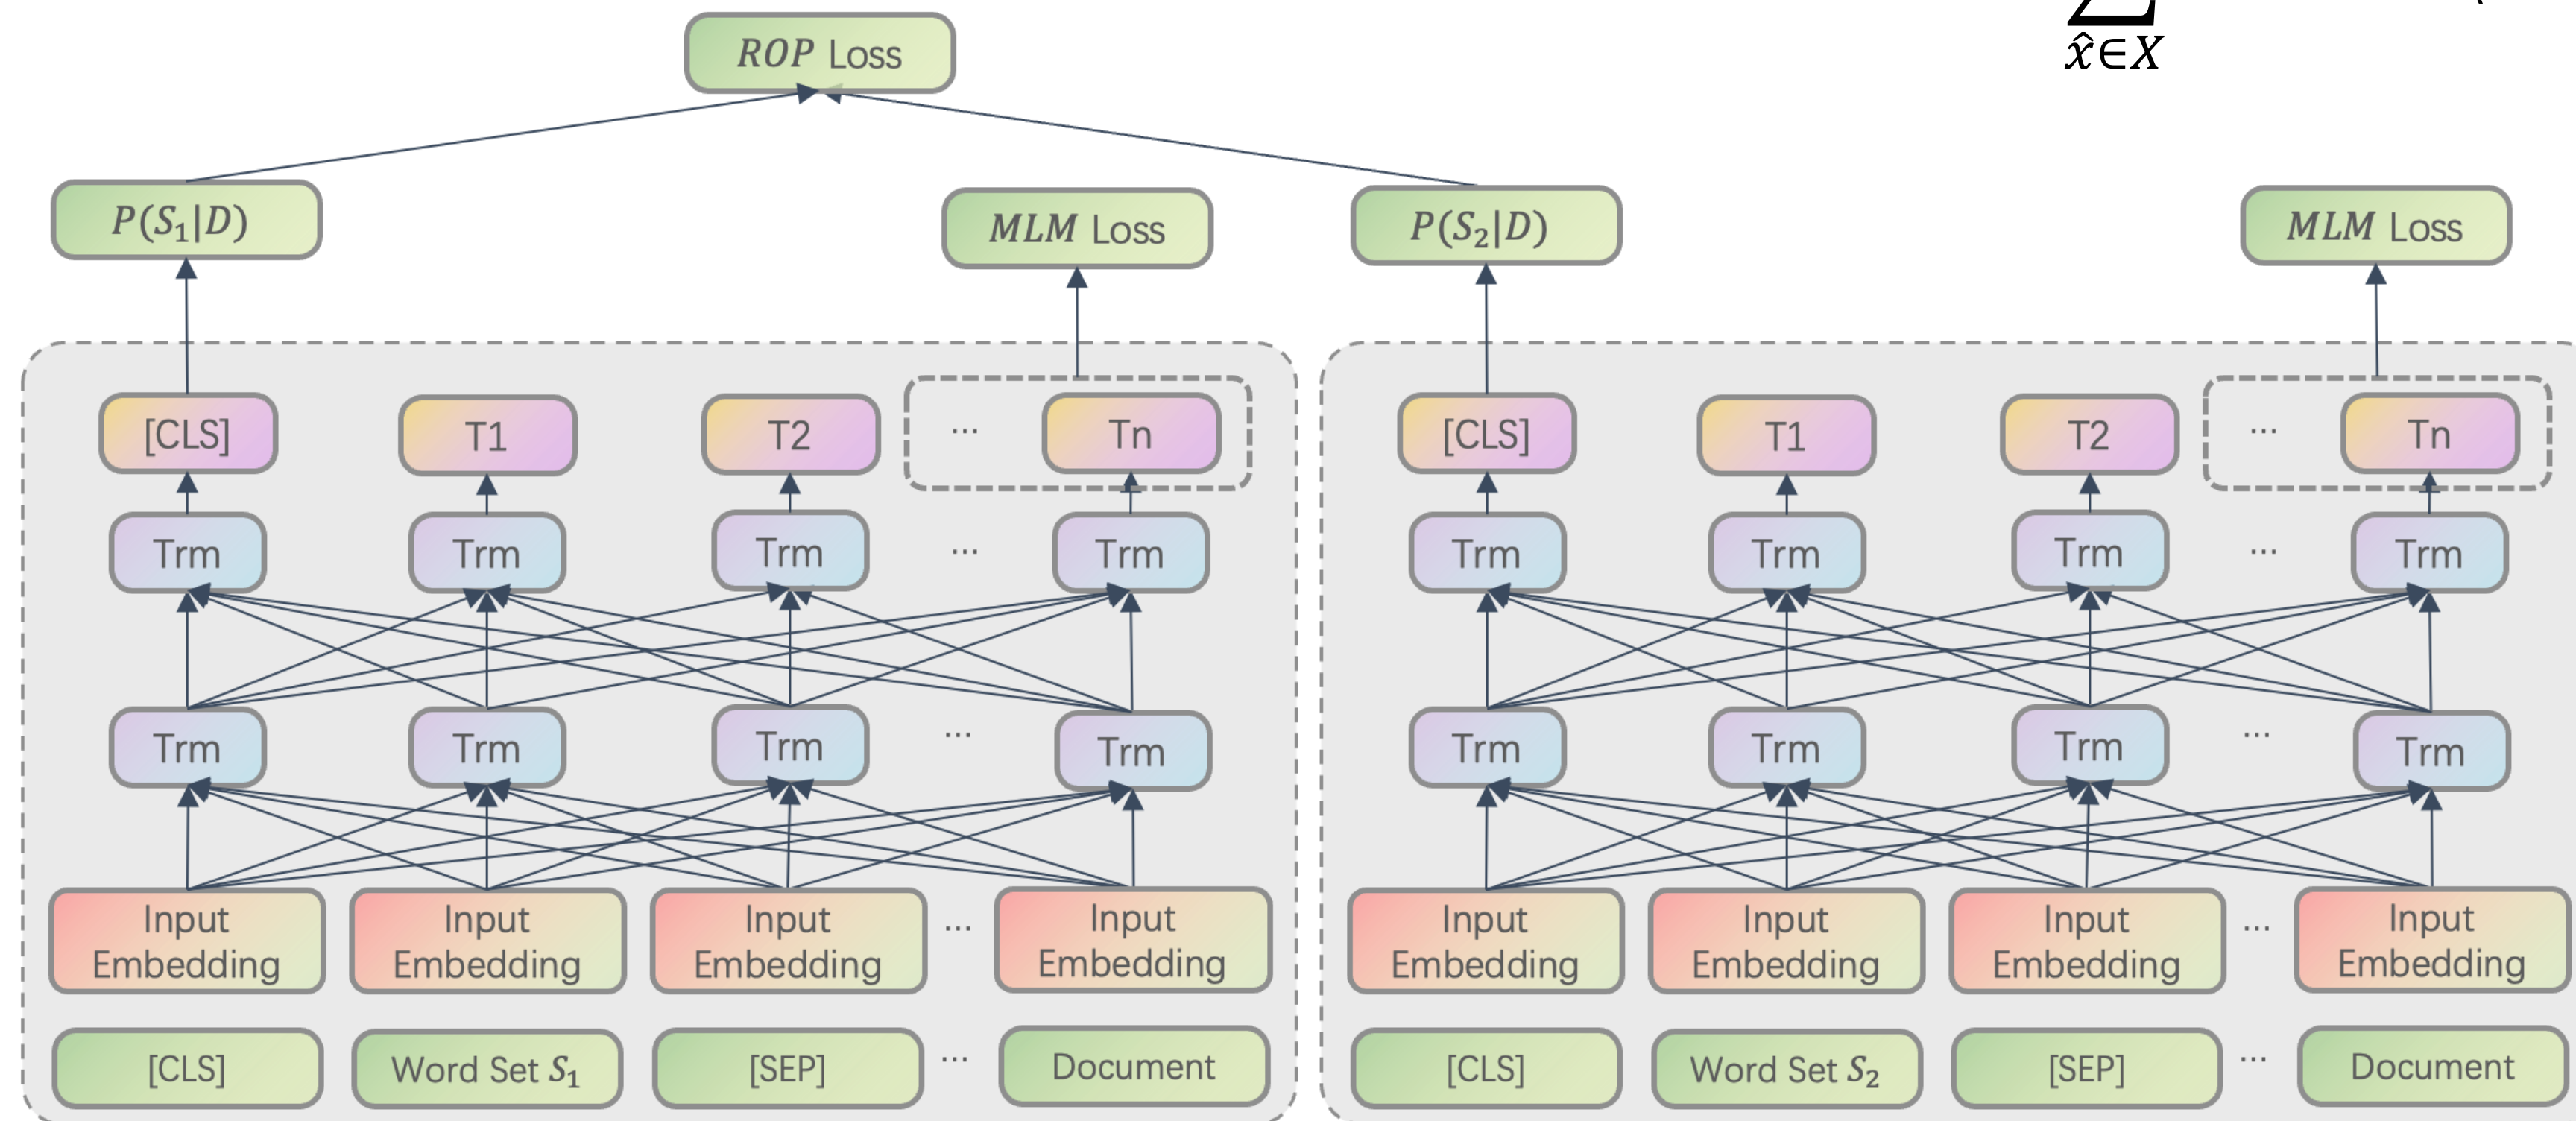 ∑
x̂∈X
ROP Loss
P(S₁|D)
MLM Loss
P(S₂|D)
MLM Loss
[CLS] T1 T2 ... Tn
[CLS] T1 T2 ... Tn
Trm Trm Trm ... Trm
Trm Trm Trm ... Trm
Trm Trm Trm ... Trm
Trm Trm Trm ... Trm
Input Embedding Input Embedding Input Embedding ... Input Embedding
Input Embedding Input Embedding Input Embedding ... Input Embedding
[CLS] Word Set S₁ [SEP] ... Document
[CLS] Word Set S₂ [SEP] ... Document